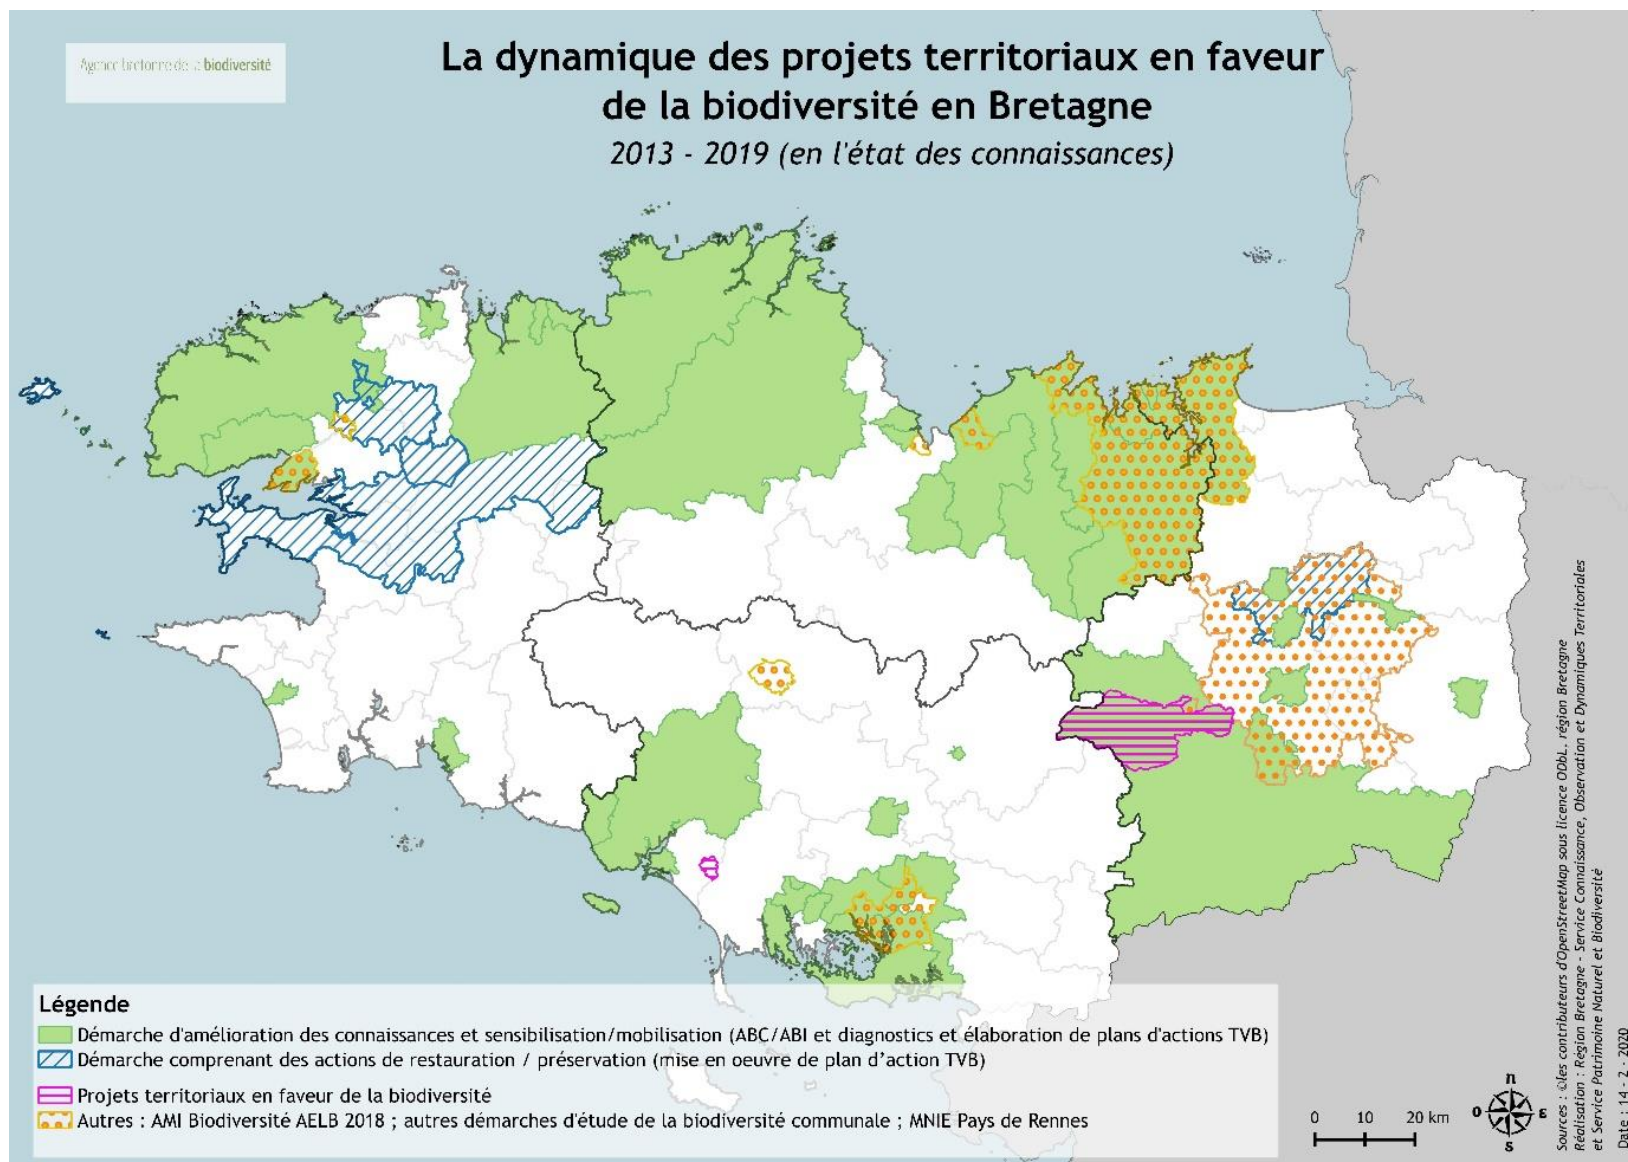 Agence bretonne de la biodiversité
La dynamique des projets territoriaux en faveur
de la biodiversité en Bretagne
2013 - 2019 (en l'état des connaissances)
Légende
Démarche d'amélioration des connaissances et sensibilisation/mobilisation (ABC/ABI et diagnostics et élaboration de plans d'actions TVB)
Démarche comprenant des actions de restauration / préservation (mise en oeuvre de plan d’action TVB)
Projets territoriaux en faveur de la biodiversité
Autres : AMI Biodiversité AELB 2018 ; autres démarches d'étude de la biodiversité communale ; MNIE Pays de Rennes
0 10 20 km
n
o ε
s
Sources : ©les contributeurs d'OpenStreetMap sous licence ODbL, région Bretagne
Réalisation : Région Bretagne - Service Connaissance, Observation et Dynamiques Territoriales
et Service Patrimoine Naturel et Biodiversité
Date : 14 - 2 - 2020